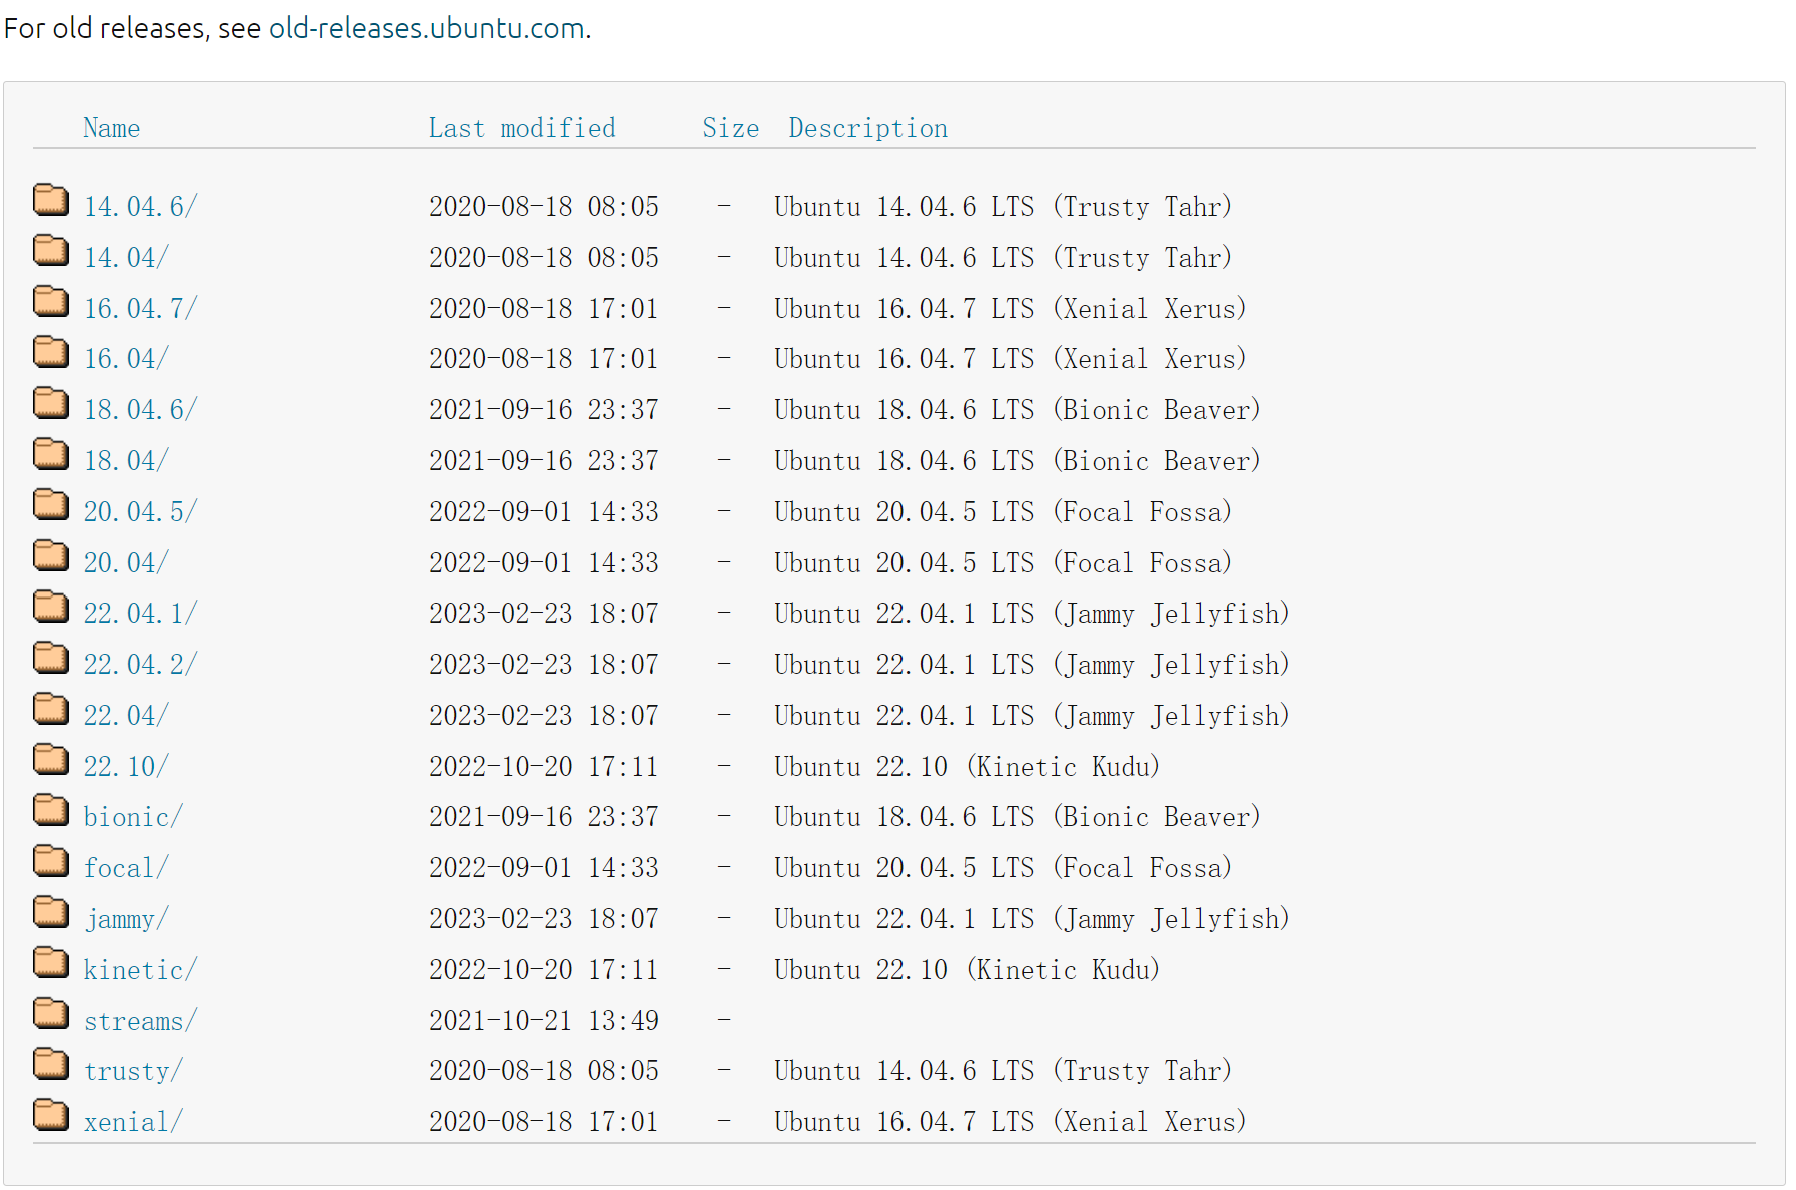 For old releases, see old-releases.ubuntu.com.
Name Last modified Size Description
14.04.6/ 2020-08-18 08:05 - Ubuntu 14.04.6 LTS (Trusty Tahr)
14.04/ 2020-08-18 08:05 - Ubuntu 14.04.6 LTS (Trusty Tahr)
16.04.7/ 2020-08-18 17:01 - Ubuntu 16.04.7 LTS (Xenial Xerus)
16.04/ 2020-08-18 17:01 - Ubuntu 16.04.7 LTS (Xenial Xerus)
18.04.6/ 2021-09-16 23:37 - Ubuntu 18.04.6 LTS (Bionic Beaver)
18.04/ 2021-09-16 23:37 - Ubuntu 18.04.6 LTS (Bionic Beaver)
20.04.5/ 2022-09-01 14:33 - Ubuntu 20.04.5 LTS (Focal Fossa)
20.04/ 2022-09-01 14:33 - Ubuntu 20.04.5 LTS (Focal Fossa)
22.04.1/ 2023-02-23 18:07 - Ubuntu 22.04.1 LTS (Jammy Jellyfish)
22.04.2/ 2023-02-23 18:07 - Ubuntu 22.04.1 LTS (Jammy Jellyfish)
22.04/ 2023-02-23 18:07 - Ubuntu 22.04.1 LTS (Jammy Jellyfish)
22.10/ 2022-10-20 17:11 - Ubuntu 22.10 (Kinetic Kudu)
bionic/ 2021-09-16 23:37 - Ubuntu 18.04.6 LTS (Bionic Beaver)
focal/ 2022-09-01 14:33 - Ubuntu 20.04.5 LTS (Focal Fossa)
jammy/ 2023-02-23 18:07 - Ubuntu 22.04.1 LTS (Jammy Jellyfish)
kinetic/ 2022-10-20 17:11 - Ubuntu 22.10 (Kinetic Kudu)
streams/ 2021-10-21 13:49 -
trusty/ 2020-08-18 08:05 - Ubuntu 14.04.6 LTS (Trusty Tahr)
xenial/ 2020-08-18 17:01 - Ubuntu 16.04.7 LTS (Xenial Xerus)